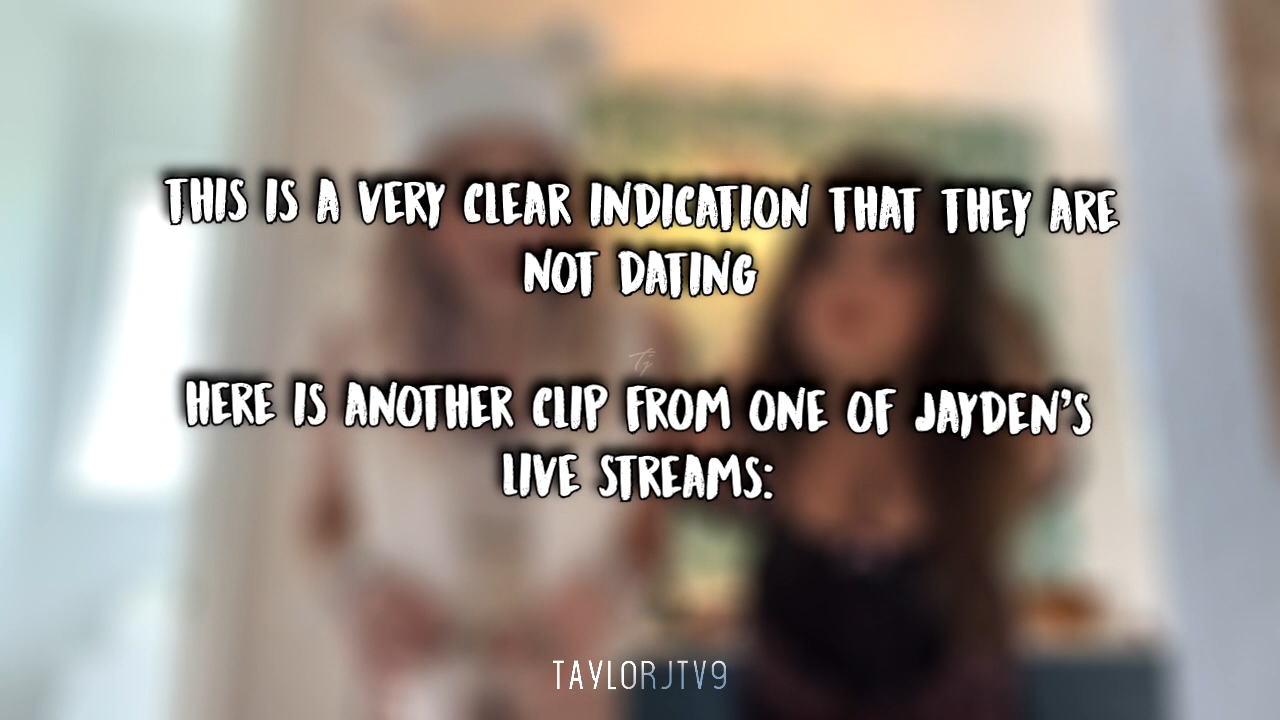 THIS IS A VERY CLEAR INDICATION THAT THEY ARE
NOT DATING
HERE IS ANOTHER CLIP FROM ONE OF JAYDEN'S
LIVE STREAMS:
TAYLORJTV9